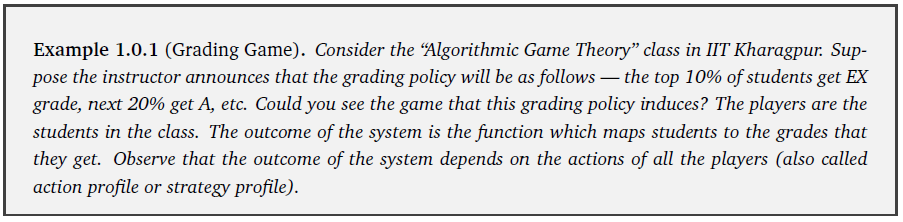 Example 1.0.1 (Grading Game). Consider the “Algorithmic Game Theory” class in IIT Kharagpur. Sup-
pose the instructor announces that the grading policy will be as follows — the top 10% of students get EX
grade, next 20% get A, etc. Could you see the game that this grading policy induces? The players are the
students in the class. The outcome of the system is the function which maps students to the grades that
they get. Observe that the outcome of the system depends on the actions of all the players (also called
action profile or strategy profile).